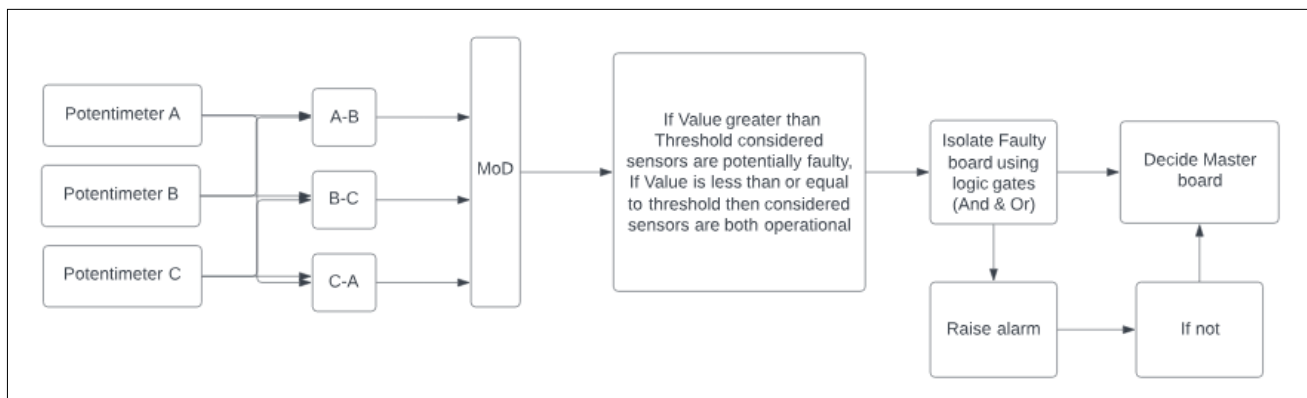 Potentimeter A
Potentimeter B
Potentimeter C
A-B
B-C
C-A
MoD
If Value greater than
Threshold considered
sensors are potentially faulty,
If Value is less than or equal
to threshold then considered
sensors are both operational
Isolate Faulty
board using
logic gates
(And & Or)
Decide Master
board
Raise alarm
If not